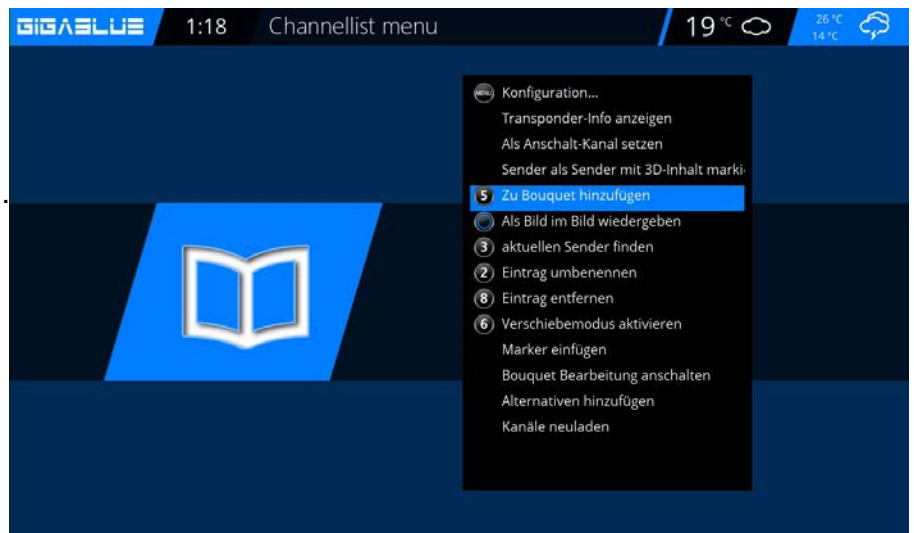 GIGABLUE 1:18 Channellist menu 19 °C 26 °C
14 °C
MENU Konfiguration...
Transponder-Info anzeigen
Als Anschalt-Kanal setzen
Sender als Sender mit 3D-Inhalt marki
5 Zu Bouquet hinzufügen
Als Bild im Bild wiedergeben
3 aktuellen Sender finden
2 Eintrag umbenennen
8 Eintrag entfernen
6 Verschiebemodus aktivieren
Marker einfügen
Bouquet Bearbeitung anschalten
Alternativen hinzufügen
Kanäle neuladen